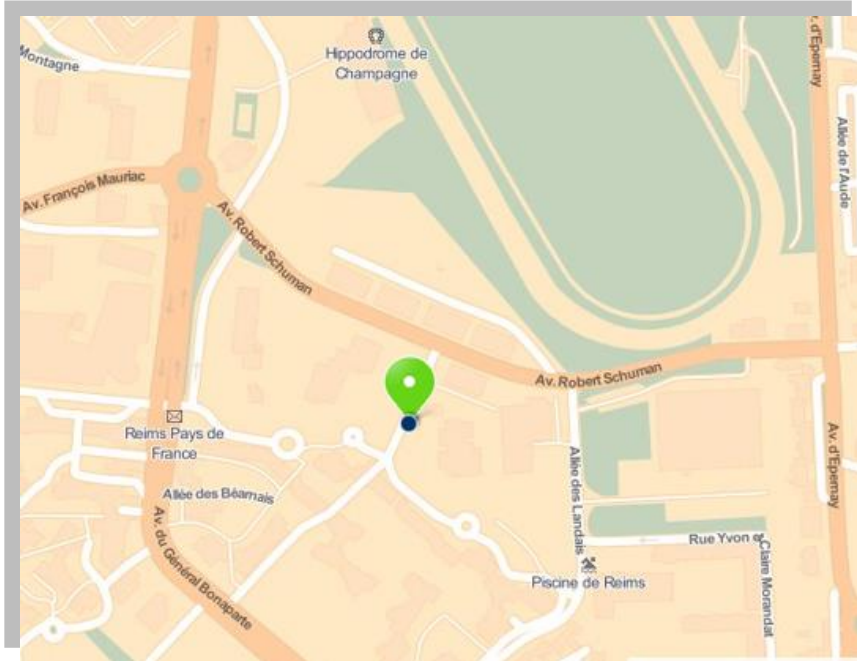 Hippodrome de
Champagne
Montagne
Av. d'Epernay
Allée de l'Aude
Av. François Mauriac
Av. Robert Schuman
Av. Robert Schuman
Reims Pays de
France
Allée des Béarnais
Av. du Général Bonaparte
Allée des Landais
Av. d'Epernay
Rue Yvon et
Claire Morandat
Piscine de Reims